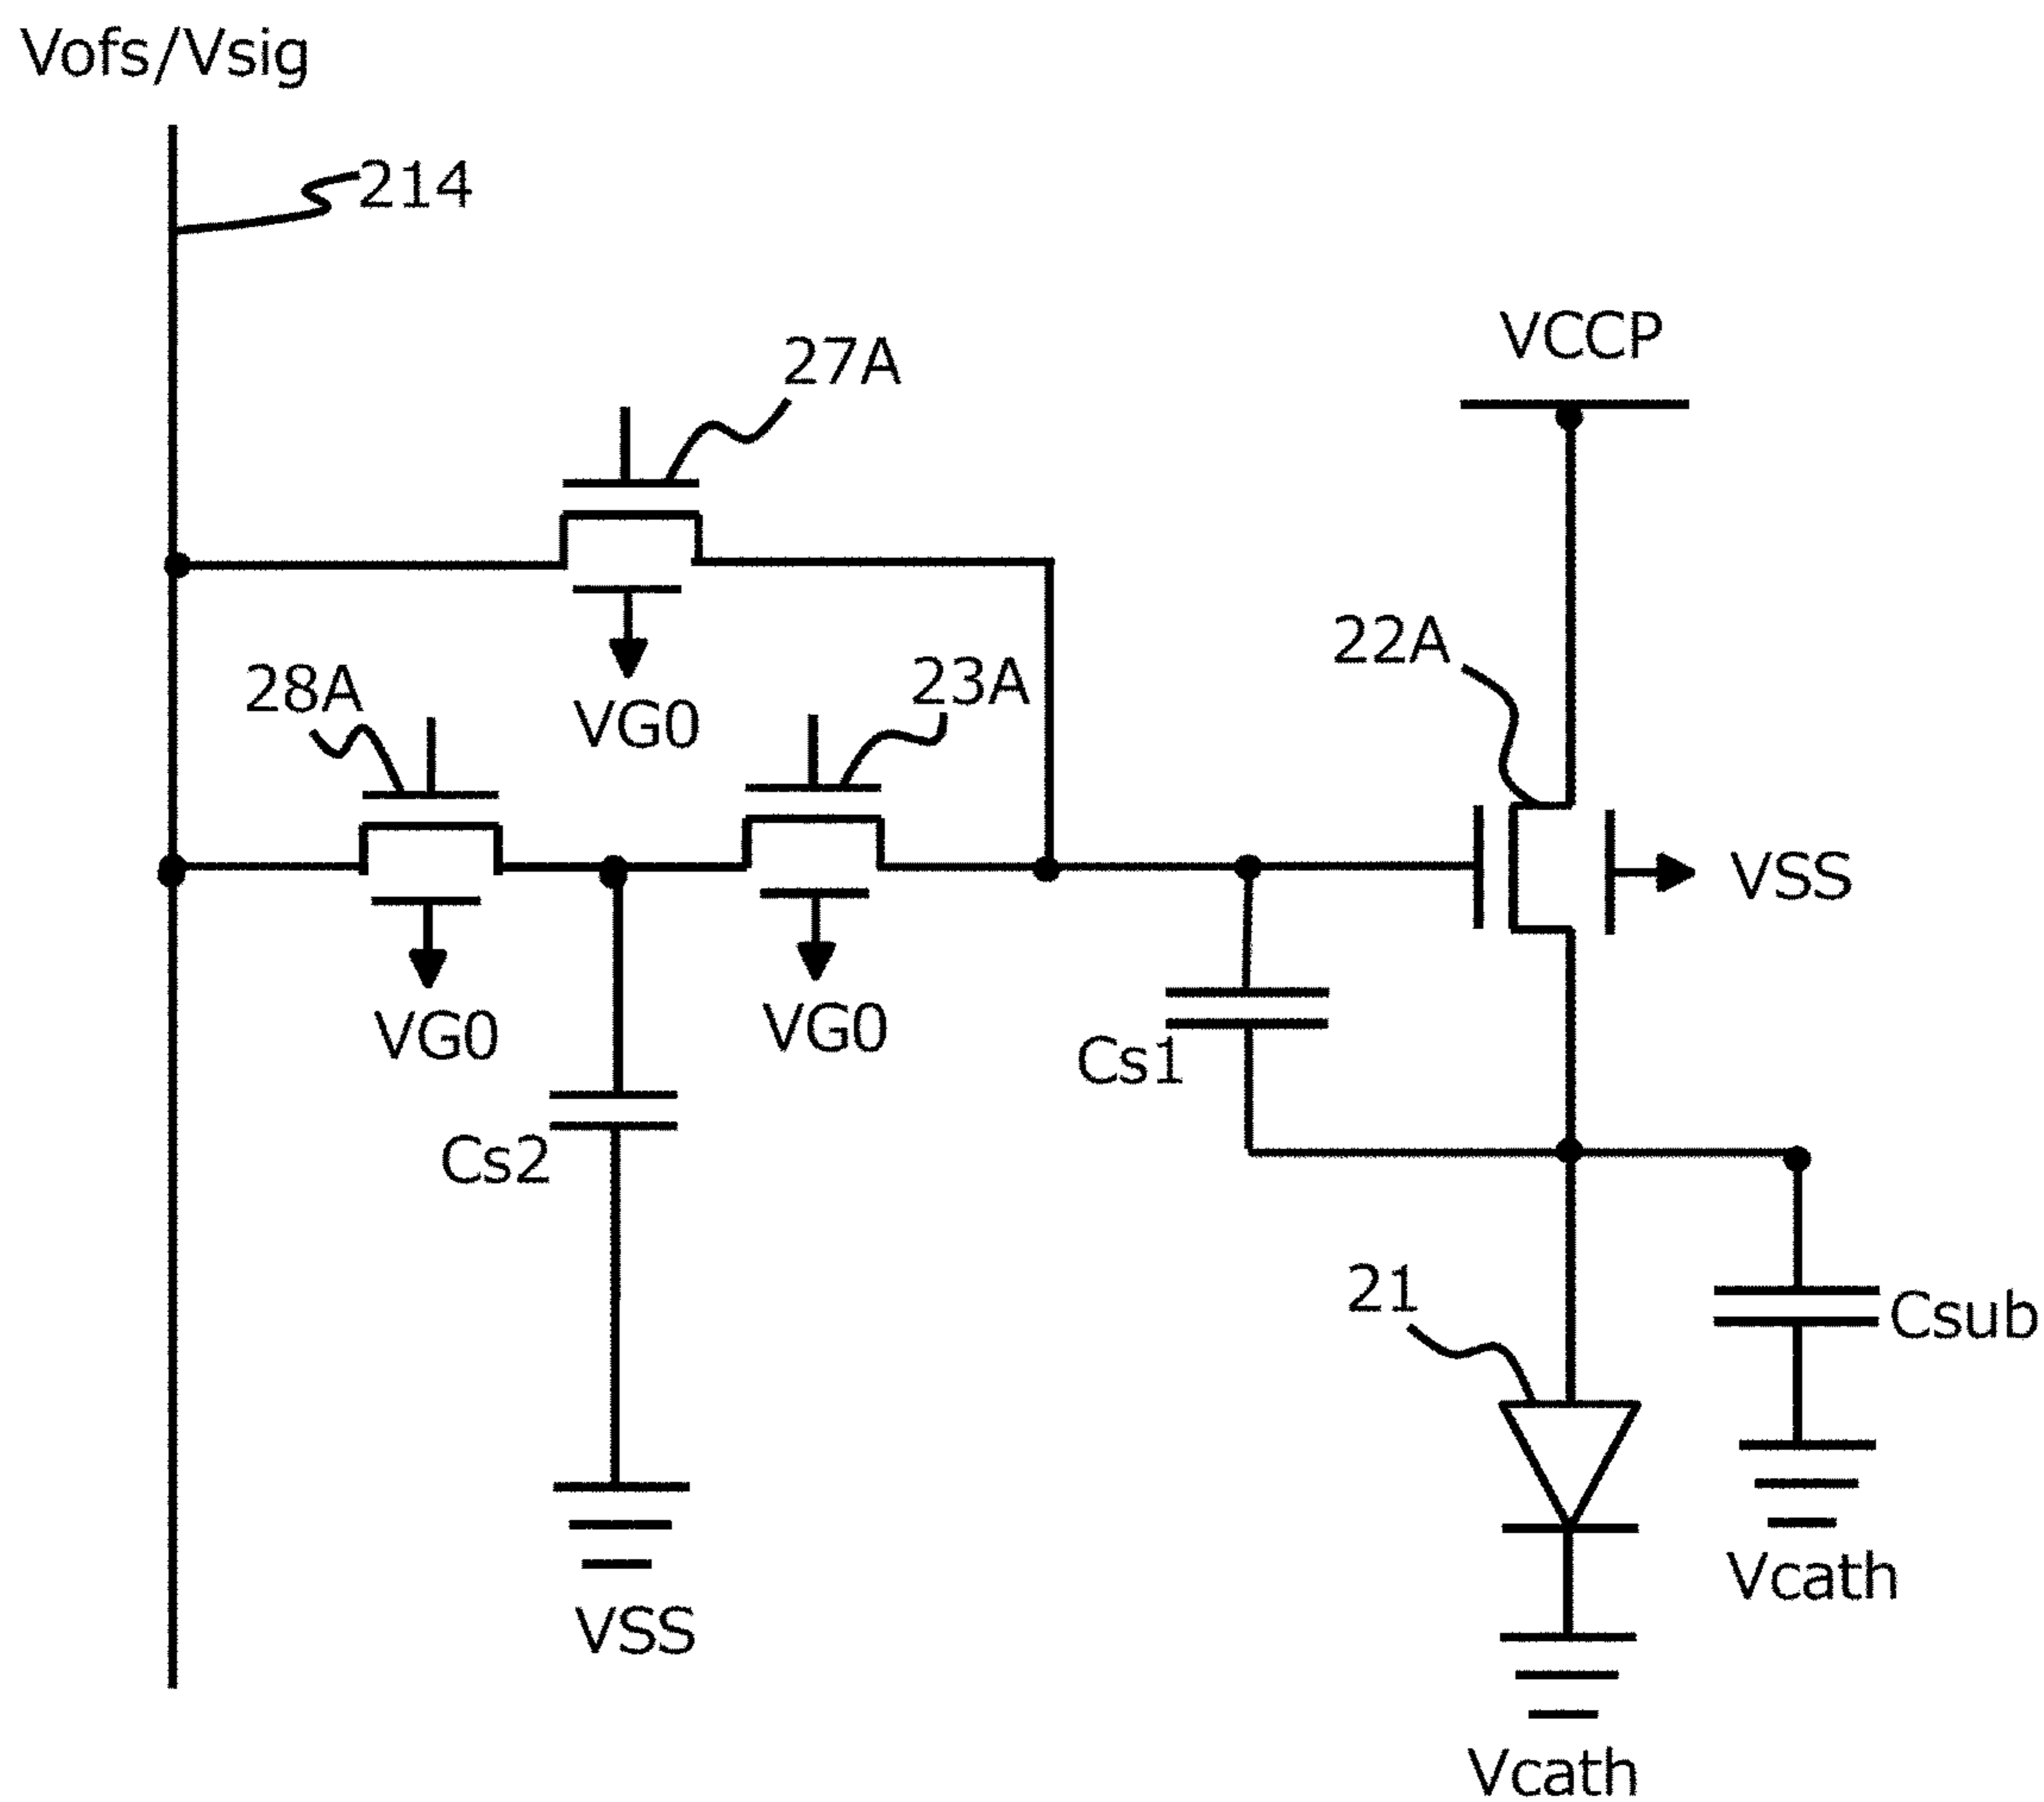 Vofs/Vsig
214
VCCP
27A
22A
28A
23A
VG0
VSS
VG0
VG0
Cs1
Cs2
21
Csub
Vcath
VSS
Vcath